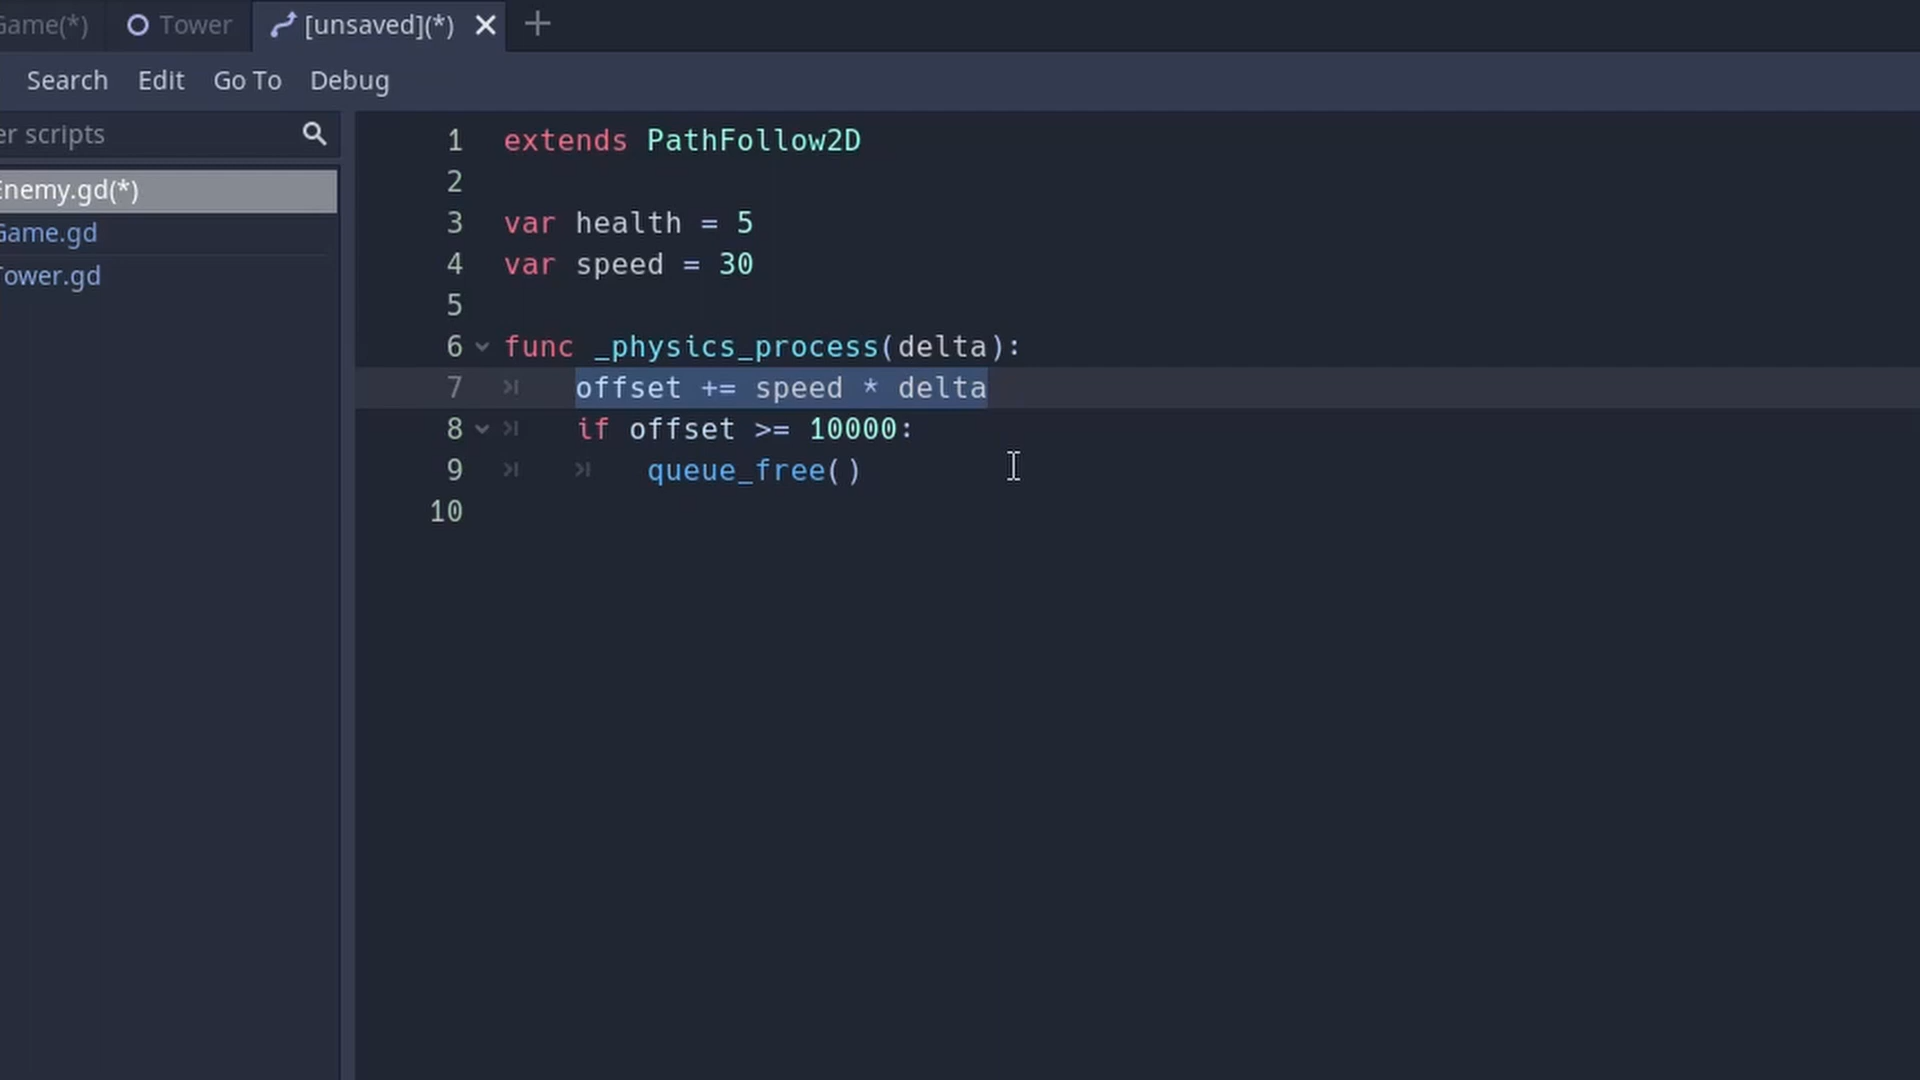 Game(*) Tower [unsaved](*)
Search Edit Go To Debug
er scripts
Enemy.gd(*)
Game.gd
Tower.gd
1 extends PathFollow2D
2
3 var health = 5
4 var speed = 30
5
6 func _physics_process(delta):
7 offset += speed * delta
8 if offset >= 10000:
9 queue_free()
10